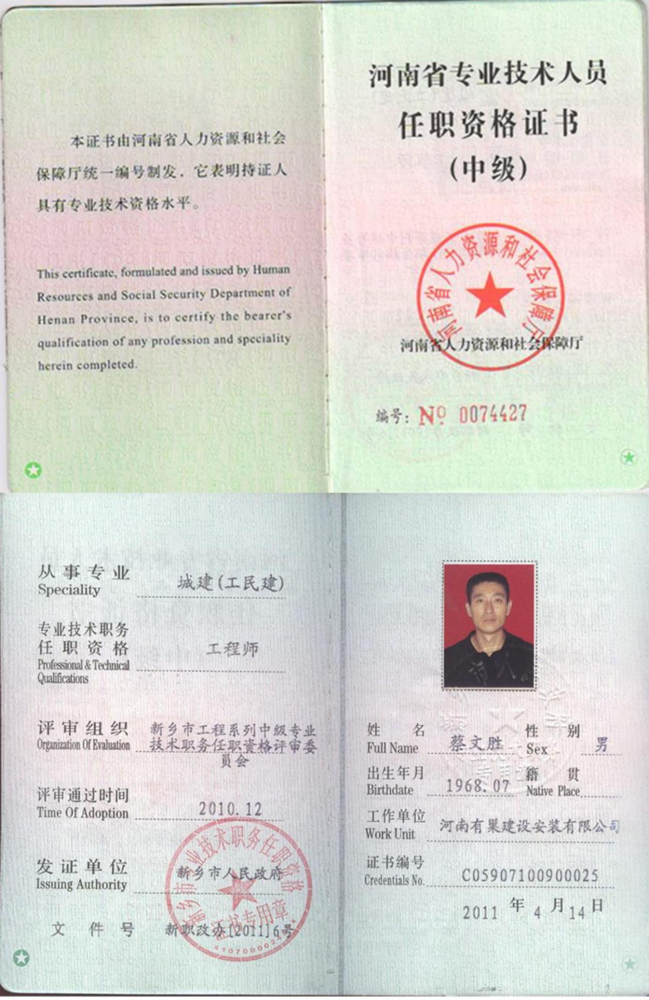 本证书由河南省人力资源和社会
保障厅统一编号制发．它表明持证人
具有专业技术资格水平。
This certificate, formulated and issued by Human
Resources and Social Security Department of
Henan Province, is to certify the bearer's
qualification of any profession and speciality
herein completed.
河南省专业技术人员
任职资格证书
(中级)
河南省人力资源和社会保障厅
河南省人力资源和社会保障厅
编号: Nº 0074427
从事专业
Speciality
城建(工民建)
专业技术职务
任职资格
Professional & Technical
Qualifications
工程师
评审组织
Organization Of Evaluation
新乡市工程系列中级专业
技术职务任职资格评审委
员会
评审通过时间
Time Of Adoption
2010.12
发证单位
Issuing Authority
新乡市人民政府
证书专用章
文件号 新职改办[2011]6号
姓名
Full Name
蔡文胜
性别
Sex
男
出生年月
Birthdate
1968.07
籍贯
Native Place
工作单位
Work Unit
河南有巢建设安装有限公司
证书编号
Credentials No.
C05907100900025
2011 年 4 月 14 日